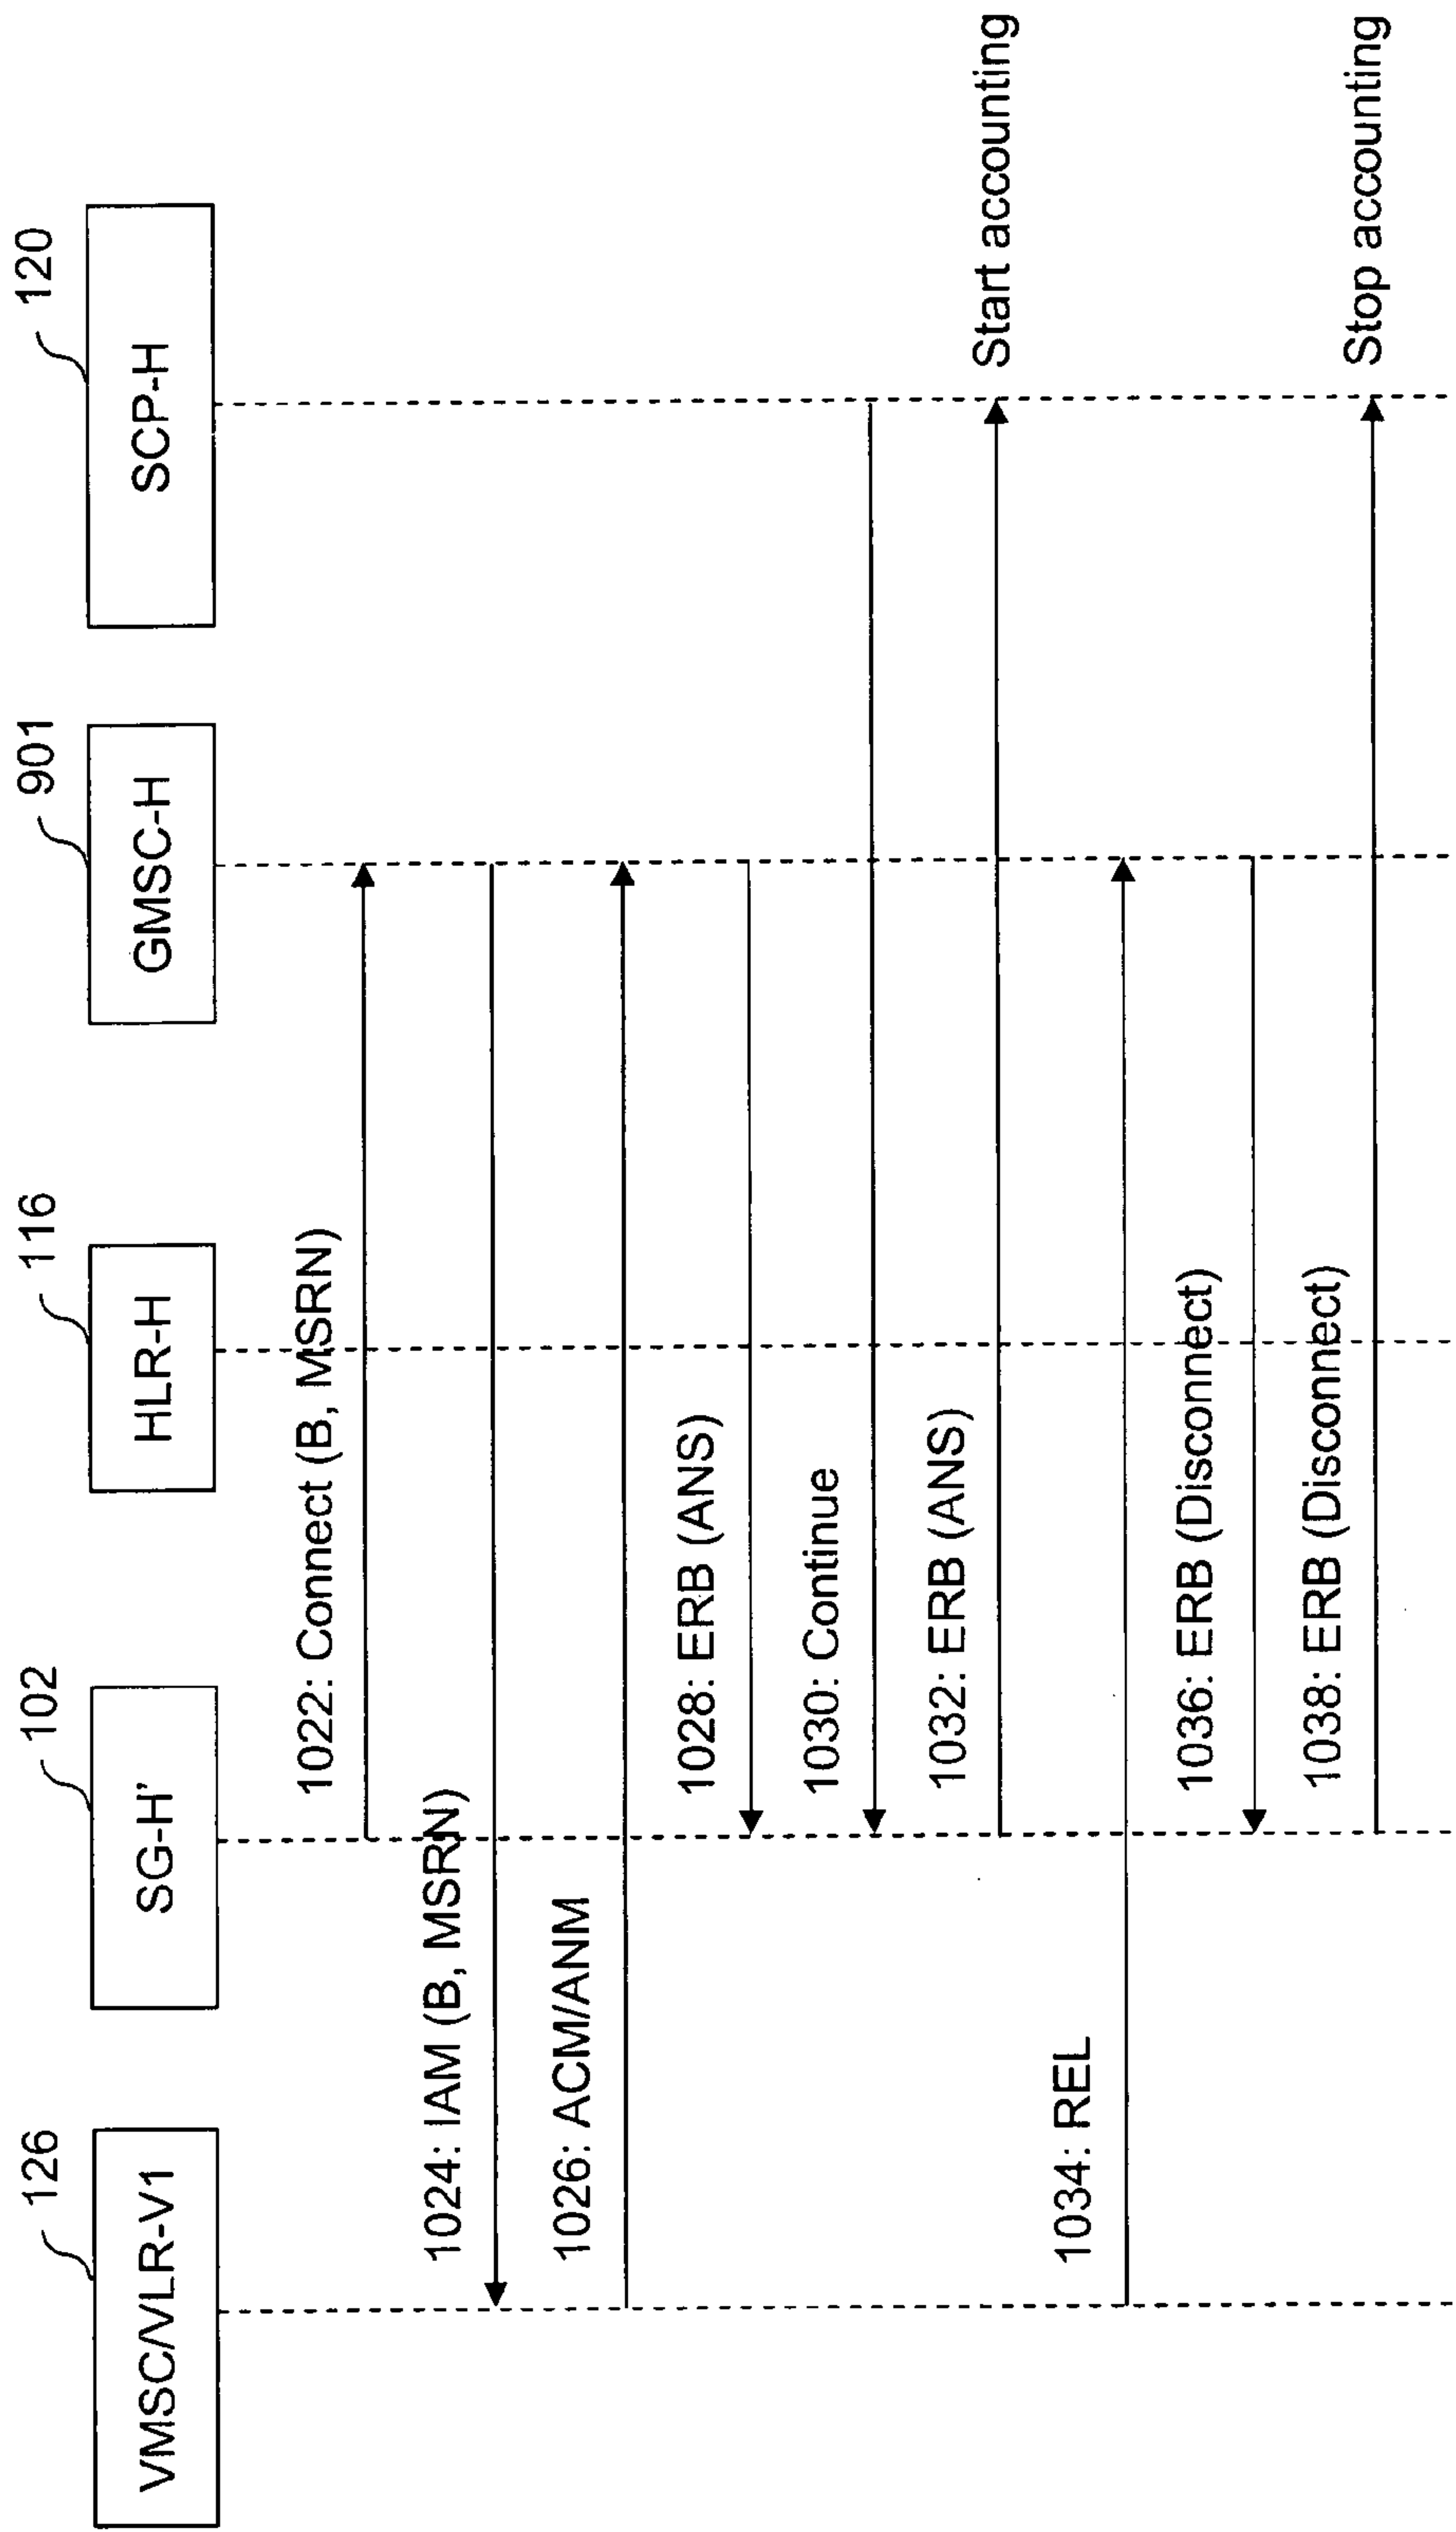 126
102
116
901
120
VMSC/VLR-V1
SG-H'
HLR-H
GMSC-H
SCP-H
1022: Connect (B, MSRN)
1024: IAM (B, MSRN)
1026: ACM/ANM
1028: ERB (ANS)
1030: Continue
1032: ERB (ANS)
Start accounting
1034: REL
1036: ERB (Disconnect)
1038: ERB (Disconnect)
Stop accounting